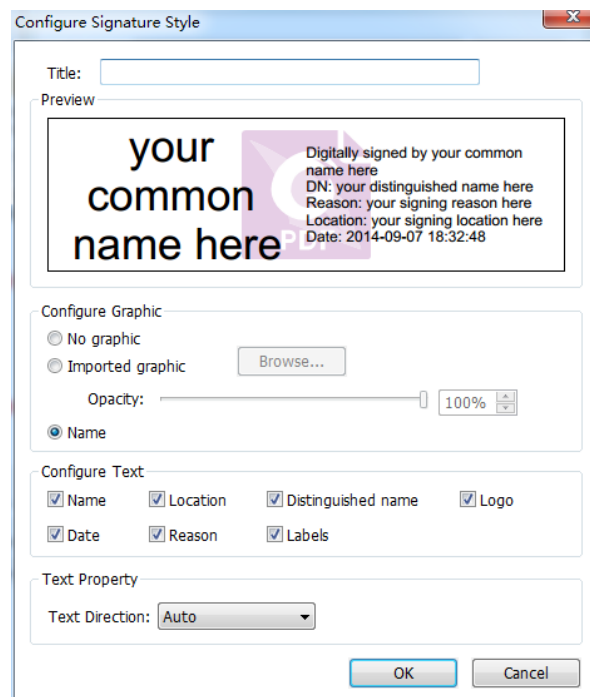 Configure Signature Style
Title:
Preview
your
common
name here
PDF
Digitally signed by your common
name here
DN: your distinguished name here
Reason: your signing reason here
Location: your signing location here
Date: 2014-09-07 18:32:48
Configure Graphic
No graphic
Imported graphic Browse...
Opacity: 100%
Name
Configure Text
Name Location Distinguished name Logo
Date Reason Labels
Text Property
Text Direction: Auto
OK Cancel